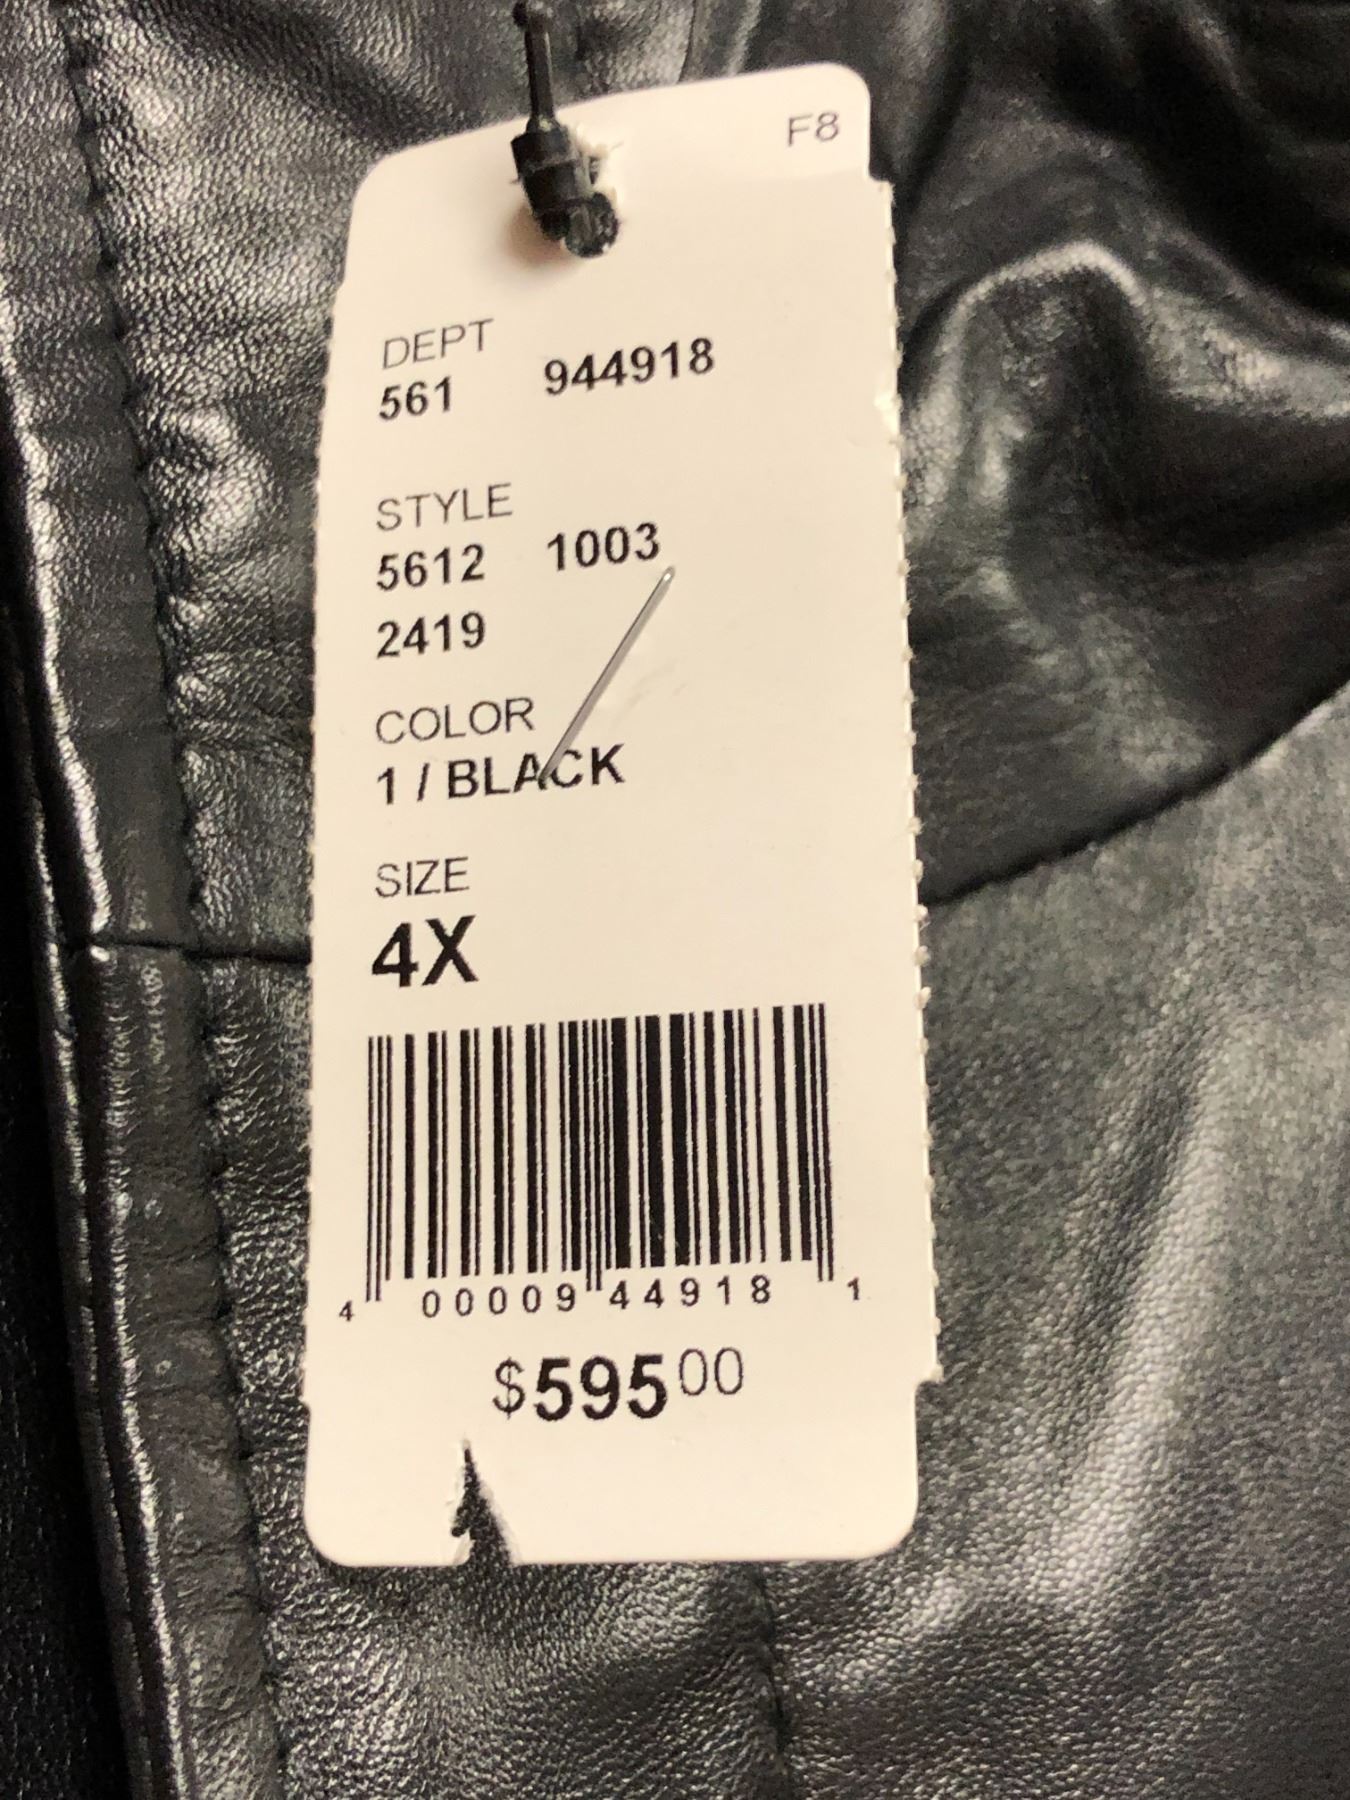 F8
DEPT
561 944918
STYLE
5612 1003
2419
COLOR
1 / BLACK
SIZE
4X
4 00009 44918 1
$595 00